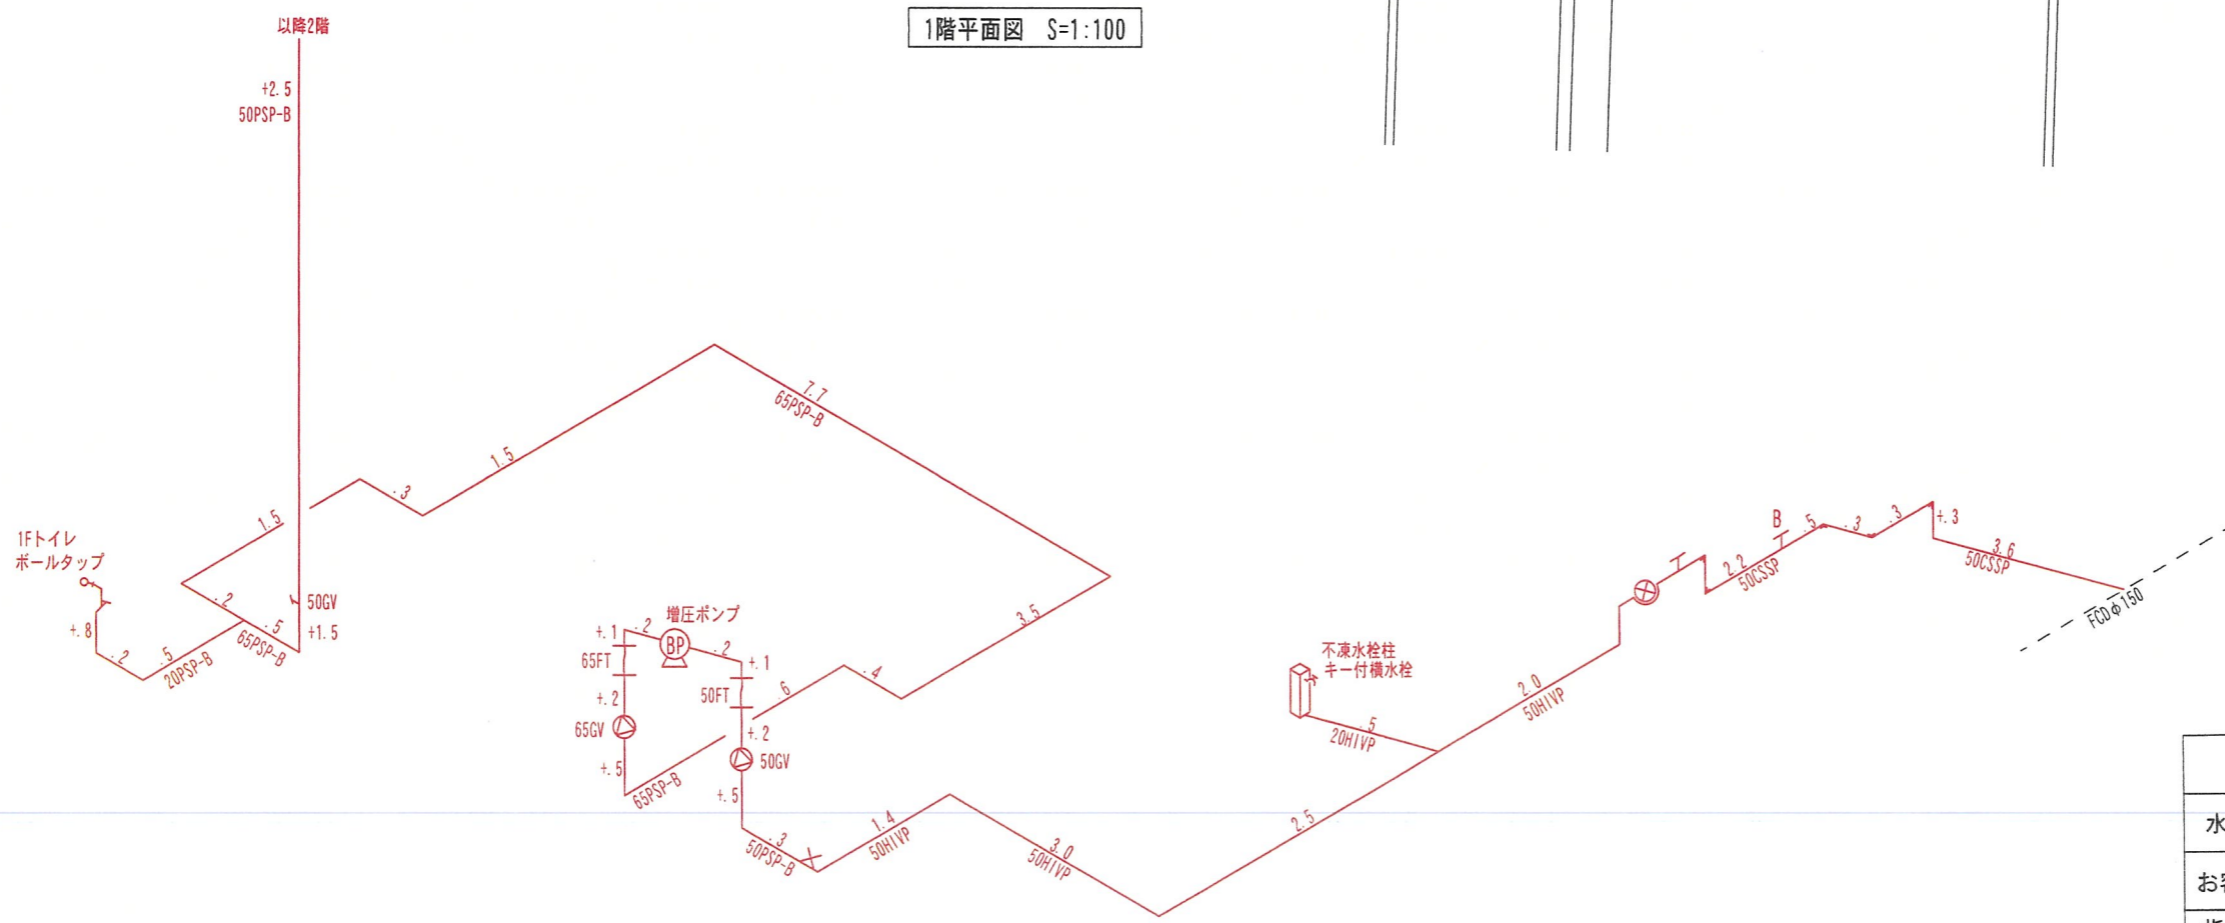 以降2階
1階平面図 S=1:100
+2.5
50PSP-B
7.7
65PSP-B
1.5
.3
1.5
1Fトイレ
ボールタップ
.2
.5
50GV
+1.5
+.8
.2
.5
20PSP-B
65PSP-B
増圧ポンプ
BP
+.1
.2
.2
+.1
65FT
50FT
+.2
+.2
65GV
50GV
+.5
65PSP-B
+.5
.6
.4
3.5
.3
50PSP-B
1.4
50HIVP
3.0
50HIVP
2.5
不凍水栓柱
キー付横水栓
.5
20HIVP
2.0
50HIVP
B
2.2
50CSSP
.5
.3
.3
+.3
3.6
50CSSP
FCDφ150
水
お客